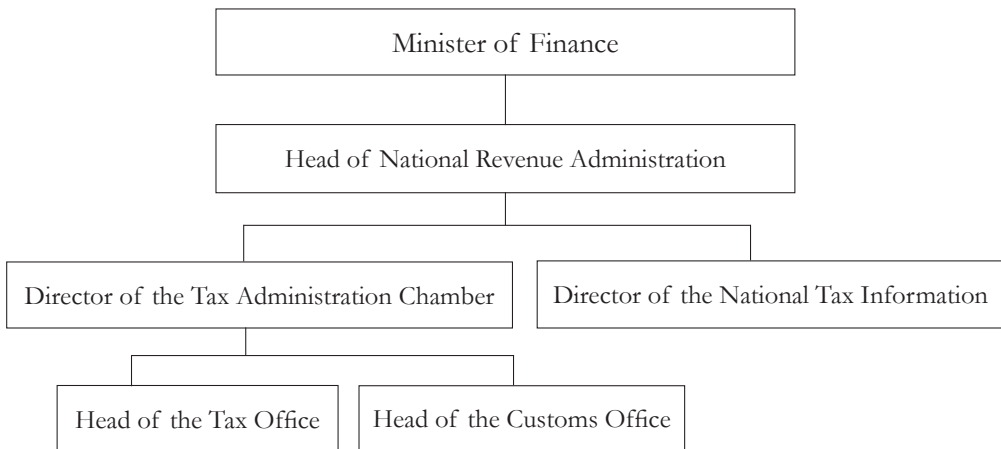 Minister of Finance
Head of National Revenue Administration
Director of the Tax Administration Chamber
Director of the National Tax Information
Head of the Tax Office
Head of the Customs Office